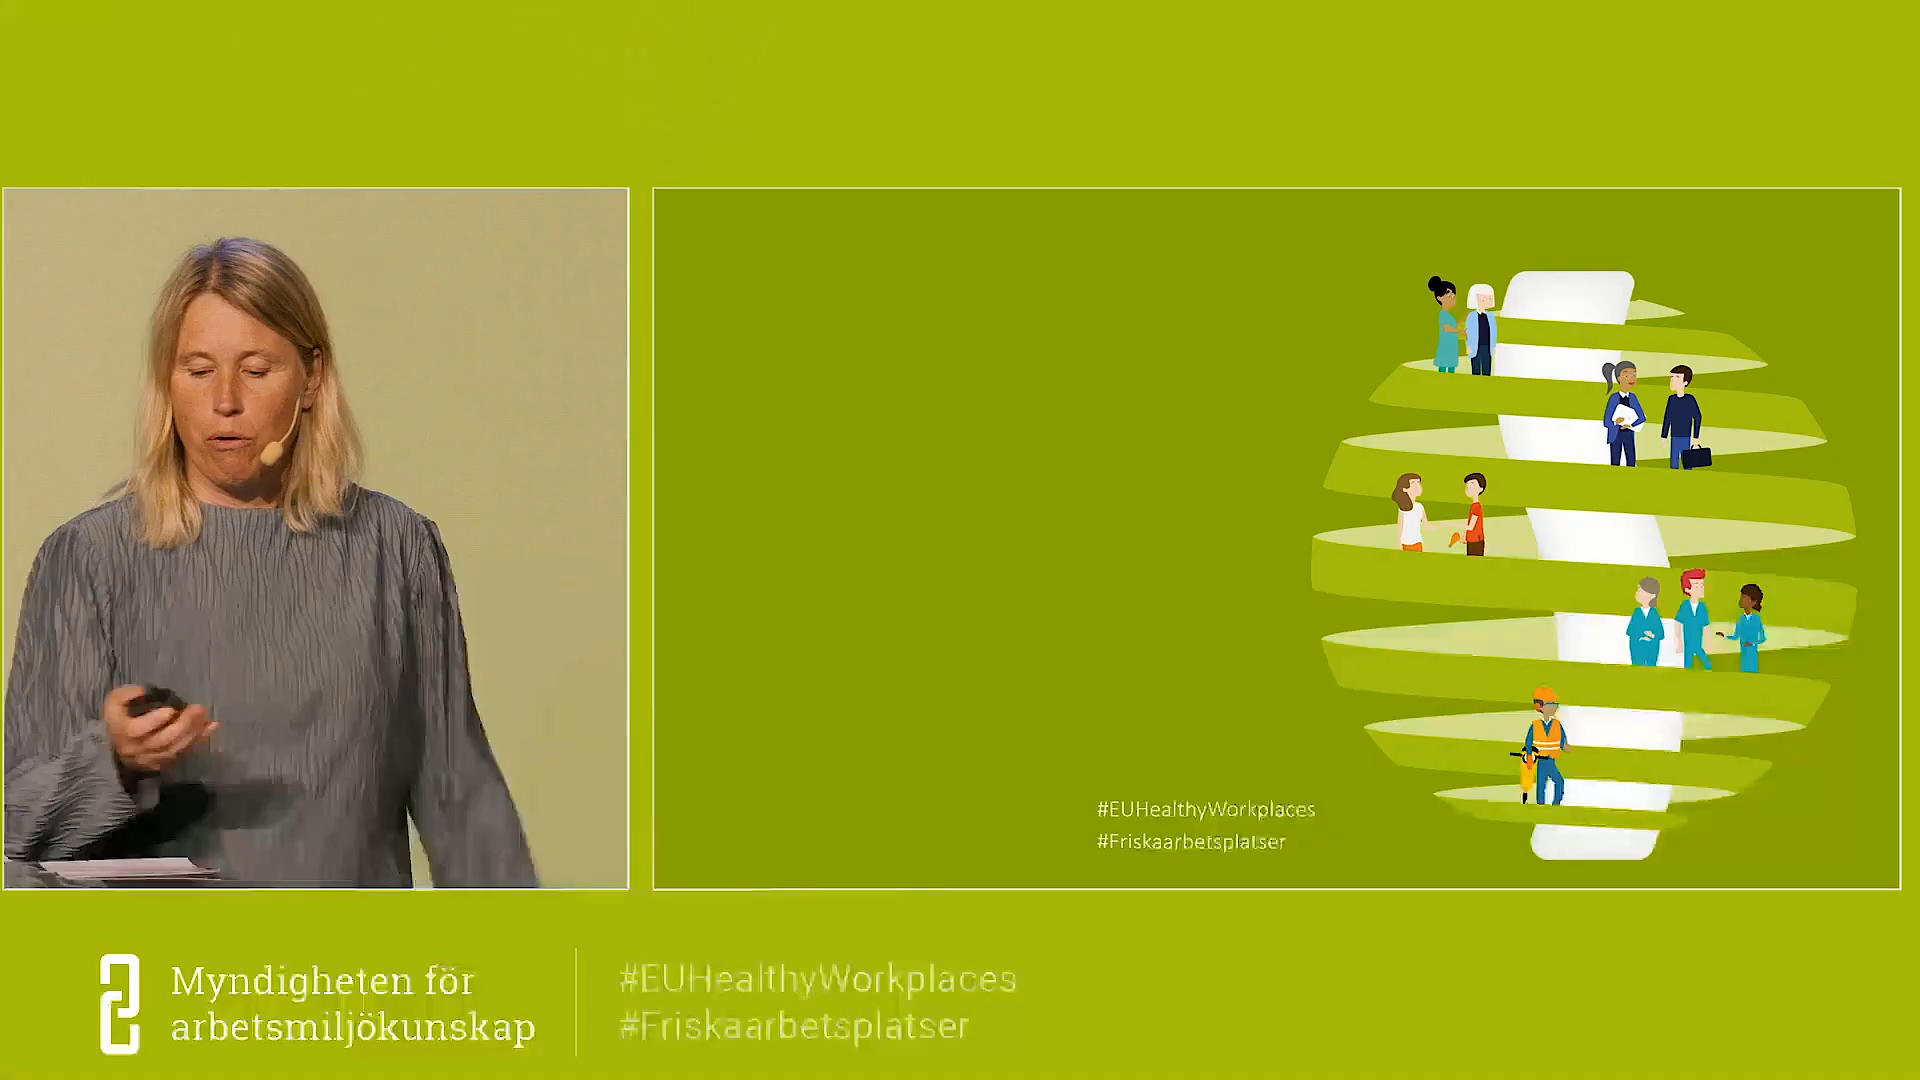 #EUHealthyWorkplaces
#Friskaarbetsplatser
Myndigheten för
arbetsmiljökunskap
#EUHealthyWorkplaces
#Friskaarbetsplatser